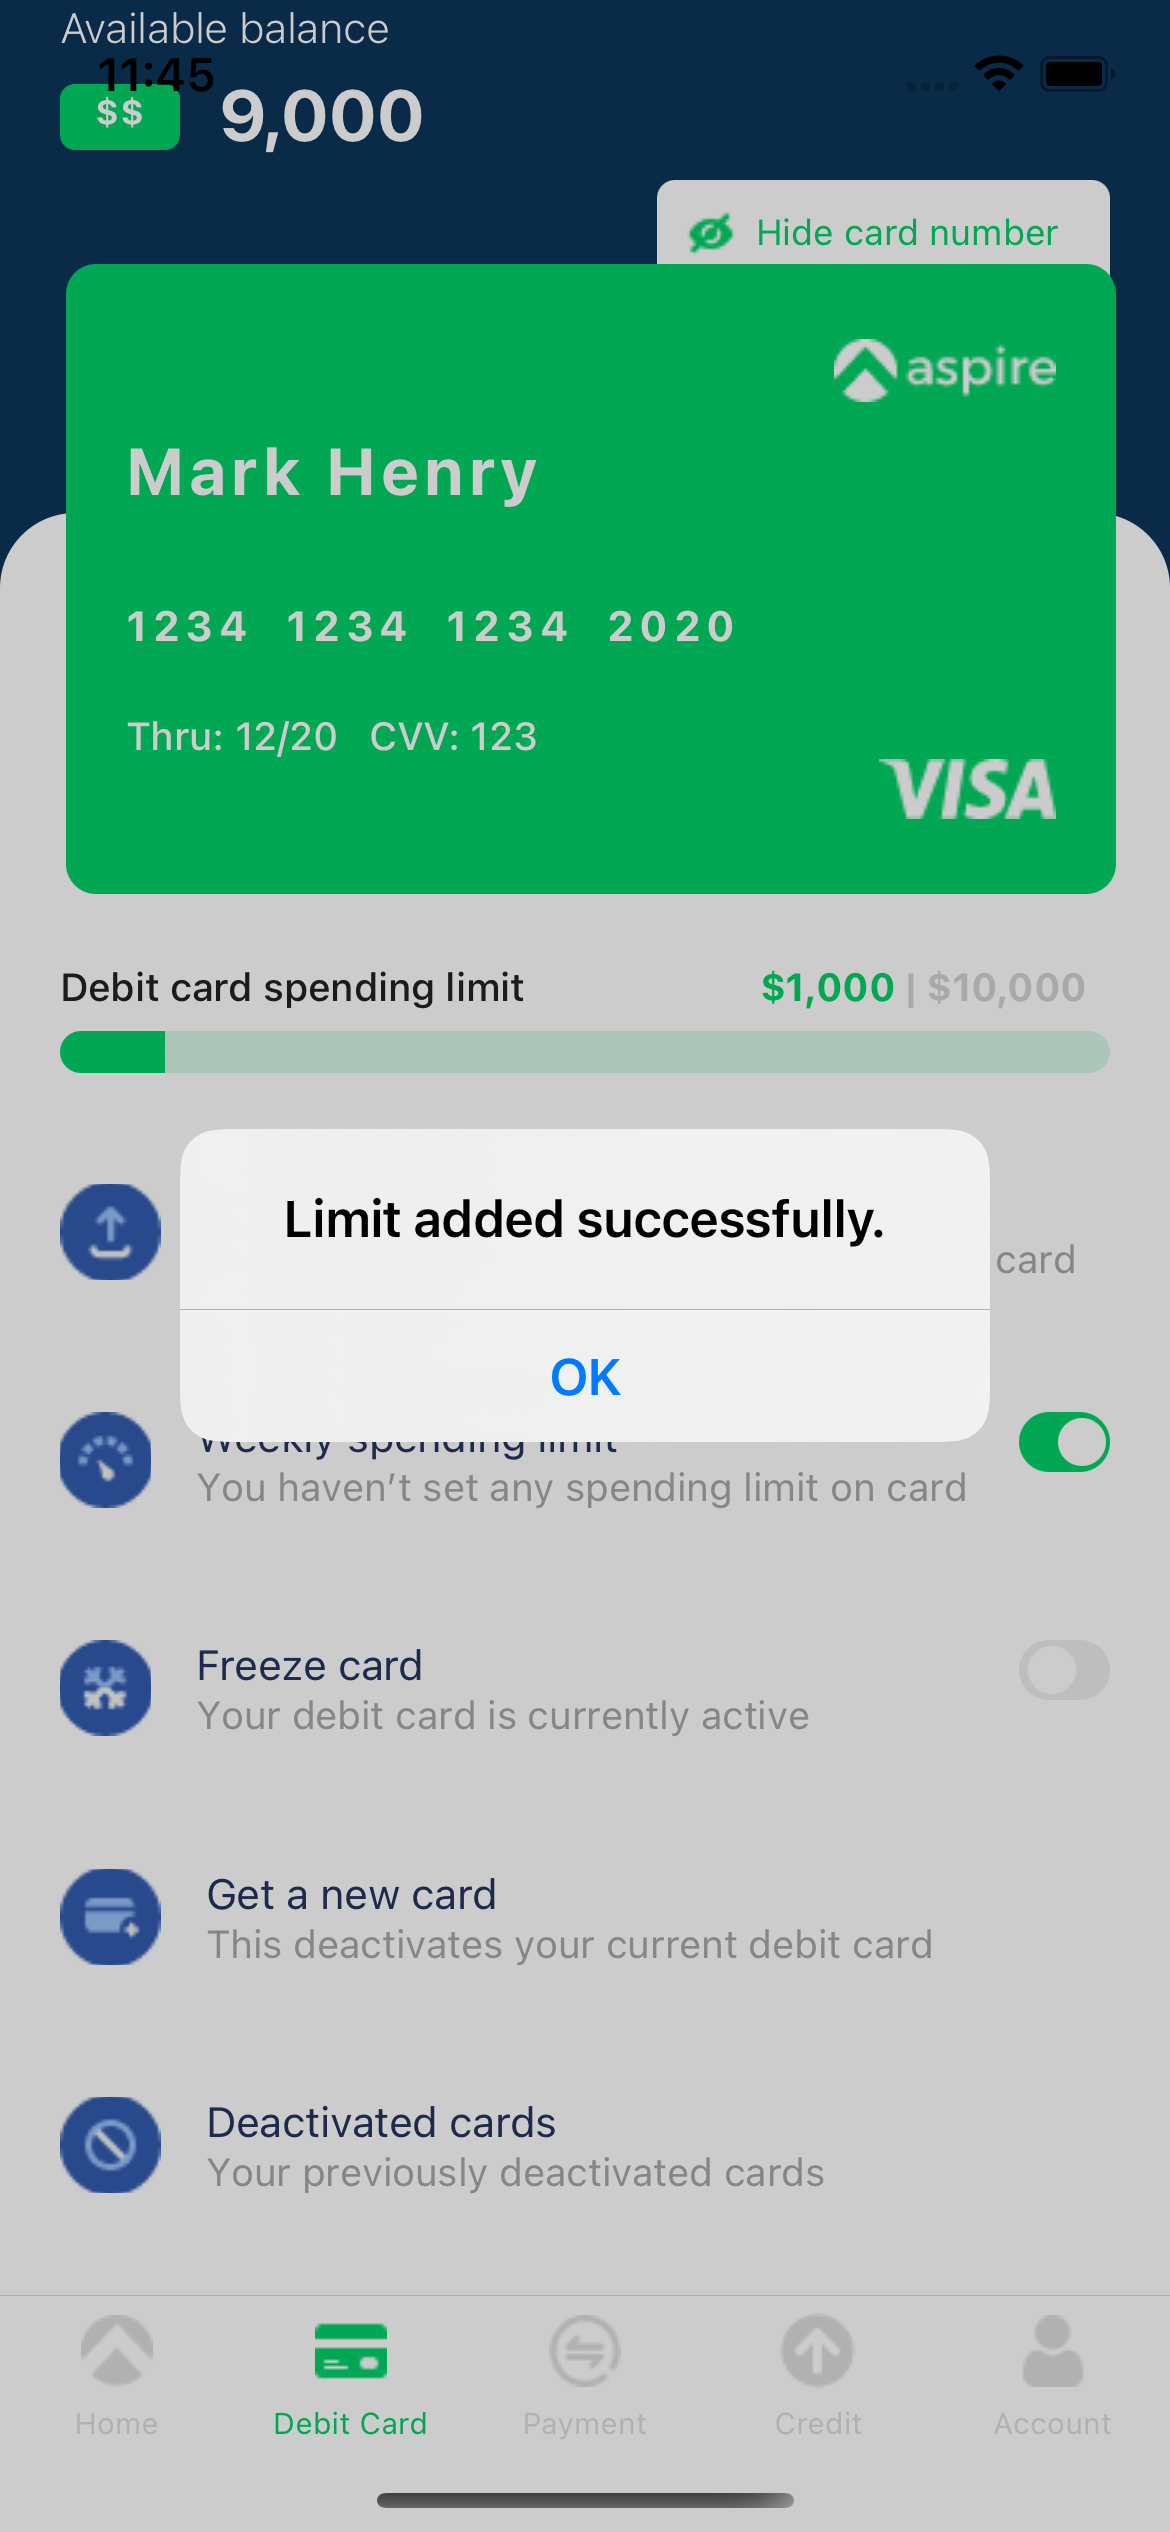 Available balance
11:45
$$ 9,000
Hide card number
aspire
Mark Henry
1234 1234 1234 2020
Thru: 12/20 CVV: 123
VISA
Debit card spending limit $1,000 | $10,000
Limit added successfully.
card
OK
Weekly spending limit
You haven’t set any spending limit on card
Freeze card
Your debit card is currently active
Get a new card
This deactivates your current debit card
Deactivated cards
Your previously deactivated cards
Home Debit Card Payment Credit Account